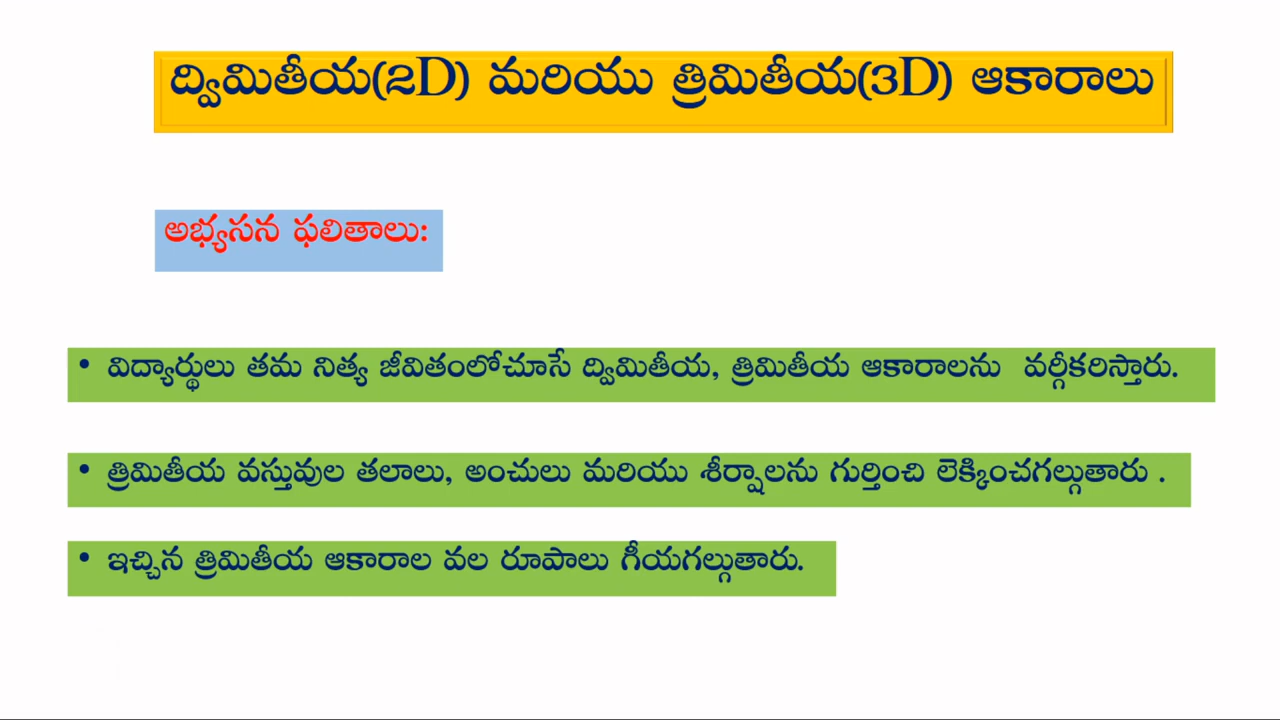 ద్విమితీయ(2D) మరియు త్రిమితీయ(3D) ఆకారాలు
అభ్యసన ఫలితాలు:
• విద్యార్థులు తమ నిత్య జీవితంలోచూసే ద్విమితీయ, త్రిమితీయ ఆకారాలను వర్గీకరిస్తారు.
• త్రిమితీయ వస్తువుల తలాలు, అంచులు మరియు శీర్షాలను గుర్తించి లెక్కించగల్గుతారు .
• ఇచ్చిన త్రిమితీయ ఆకారాల వల రూపాలు గీయగల్గుతారు.